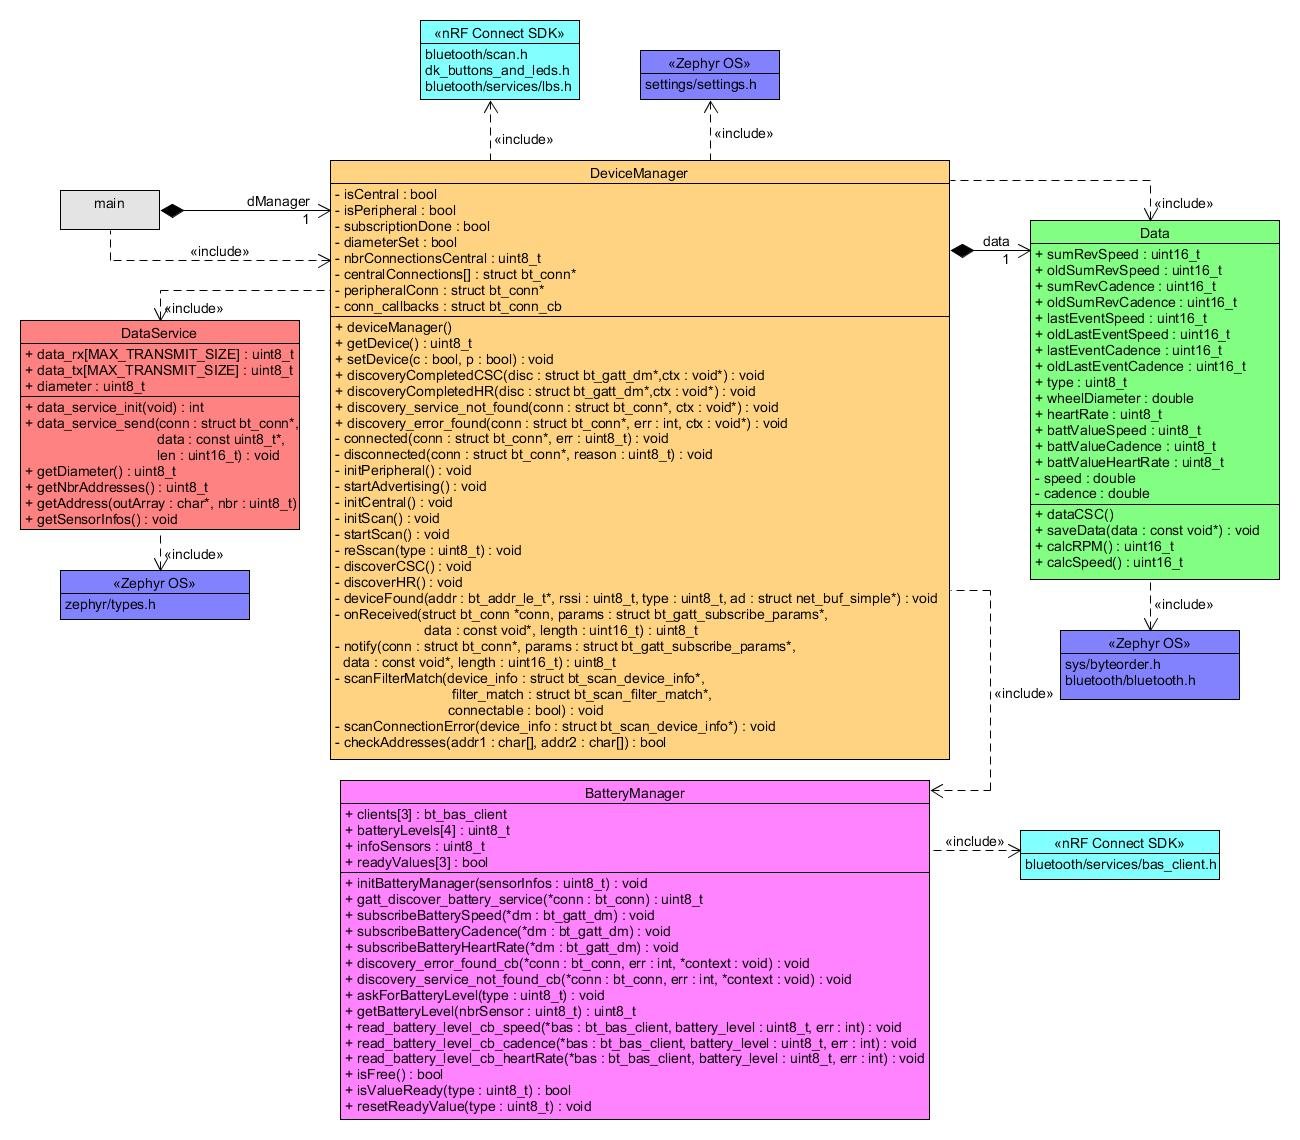 «nRF Connect SDK»
bluetooth/scan.h
dk_buttons_and_leds.h
bluetooth/services/lbs.h
«Zephyr OS»
settings/settings.h
«include»
«include»
main
dManager
1
«include»
«include»
DeviceManager
- isCentral : bool
- isPeripheral : bool
- subscriptionDone : bool
- diameterSet : bool
- nbrConnectionsCentral : uint8_t
- centralConnections[] : struct bt_conn*
- peripheralConn : struct bt_conn*
- conn_callbacks : struct bt_conn_cb
+ deviceManager()
+ getDevice() : uint8_t
+ setDevice(c : bool, p : bool) : void
+ discoveryCompletedCSC(disc : struct bt_gatt_dm*,ctx : void*) : void
+ discoveryCompletedHR(disc : struct bt_gatt_dm*,ctx : void*) : void
+ discovery_service_not_found(conn : struct bt_conn*, ctx : void*) : void
+ discovery_error_found(conn : struct bt_conn*, err : int, ctx : void*) : void
- connected(conn : struct bt_conn*, err : uint8_t) : void
- disconnected(conn : struct bt_conn*, reason : uint8_t) : void
- initPeripheral() : void
- startAdvertising() : void
- initCentral() : void
- initScan() : void
- startScan() : void
- reSscan(type : uint8_t) : void
- discoverCSC() : void
- discoverHR() : void
- deviceFound(addr : bt_addr_le_t*, rssi : uint8_t, type : uint8_t, ad : struct net_buf_simple*) : void
- onReceived(struct bt_conn *conn, params : struct bt_gatt_subscribe_params*,
data : const void*, length : uint16_t) : uint8_t
- notify(conn : struct bt_conn*, params : struct bt_gatt_subscribe_params*,
data : const void*, length : uint16_t) : uint8_t
- scanFilterMatch(device_info : struct bt_scan_device_info*,
filter_match : struct bt_scan_filter_match*,
connectable : bool) : void
- scanConnectionError(device_info : struct bt_scan_device_info*) : void
- checkAddresses(addr1 : char[], addr2 : char[]) : bool
«include»
data
1
Data
+ sumRevSpeed : uint16_t
+ oldSumRevSpeed : uint16_t
+ sumRevCadence : uint16_t
+ oldSumRevCadence : uint16_t
+ lastEventSpeed : uint16_t
+ oldLastEventSpeed : uint16_t
+ lastEventCadence : uint16_t
+ oldLastEventCadence : uint16_t
+ type : uint8_t
+ wheelDiameter : double
+ heartRate : uint8_t
+ battValueSpeed : uint8_t
+ battValueCadence : uint8_t
+ battValueHeartRate : uint8_t
- speed : double
- cadence : double
+ dataCSC()
+ saveData(data : const void*) : void
+ calcRPM() : uint16_t
+ calcSpeed() : uint16_t
«include»
«Zephyr OS»
sys/byteorder.h
bluetooth/bluetooth.h
DataService
+ data_rx[MAX_TRANSMIT_SIZE] : uint8_t
+ data_tx[MAX_TRANSMIT_SIZE] : uint8_t
+ diameter : uint8_t
+ data_service_init(void) : int
+ data_service_send(conn : struct bt_conn*,
data : const uint8_t*,
len : uint16_t) : void
+ getDiameter() : uint8_t
+ getNbrAddresses() : uint8_t
+ getAddress(outArray : char*, nbr : uint8_t)
+ getSensorInfos() : void
«include»
«Zephyr OS»
zephyr/types.h
«include»
BatteryManager
+ clients[3] : bt_bas_client
+ batteryLevels[4] : uint8_t
+ infoSensors : uint8_t
+ readyValues[3] : bool
+ initBatteryManager(sensorInfos : uint8_t) : void
+ gatt_discover_battery_service(*conn : bt_conn) : uint8_t
+ subscribeBatterySpeed(*dm : bt_gatt_dm) : void
+ subscribeBatteryCadence(*dm : bt_gatt_dm) : void
+ subscribeBatteryHeartRate(*dm : bt_gatt_dm) : void
+ discovery_error_found_cb(*conn : bt_conn, err : int, *context : void) : void
+ discovery_service_not_found_cb(*conn : bt_conn, err : int, *context : void) : void
+ askForBatteryLevel(type : uint8_t) : void
+ getBatteryLevel(nbrSensor : uint8_t) : uint8_t
+ read_battery_level_cb_speed(*bas : bt_bas_client, battery_level : uint8_t, err : int) : void
+ read_battery_level_cb_cadence(*bas : bt_bas_client, battery_level : uint8_t, err : int) : void
+ read_battery_level_cb_heartRate(*bas : bt_bas_client, battery_level : uint8_t, err : int) : void
+ isFree() : bool
+ isValueReady(type : uint8_t) : bool
+ resetReadyValue(type : uint8_t) : void
«include»
«nRF Connect SDK»
bluetooth/services/bas_client.h